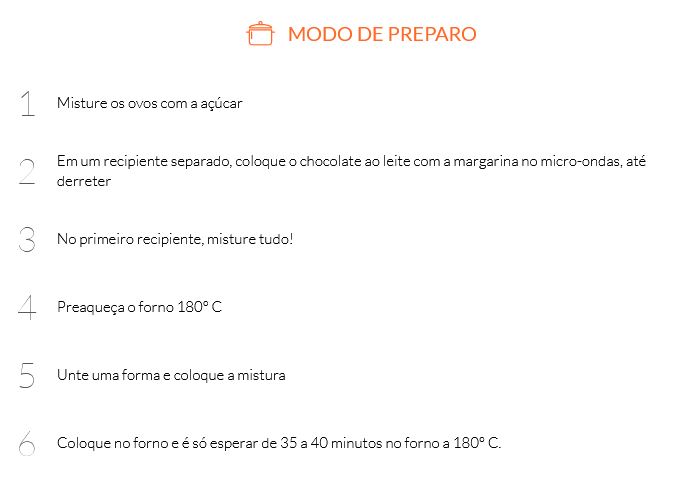 MODO DE PREPARO
1 Misture os ovos com a açúcar
2 Em um recipiente separado, coloque o chocolate ao leite com a margarina no micro-ondas, até
derreter
3 No primeiro recipiente, misture tudo!
4 Preaqueça o forno 180º C
5 Unte uma forma e coloque a mistura
6 Coloque no forno e é só esperar de 35 a 40 minutos no forno a 180º C.